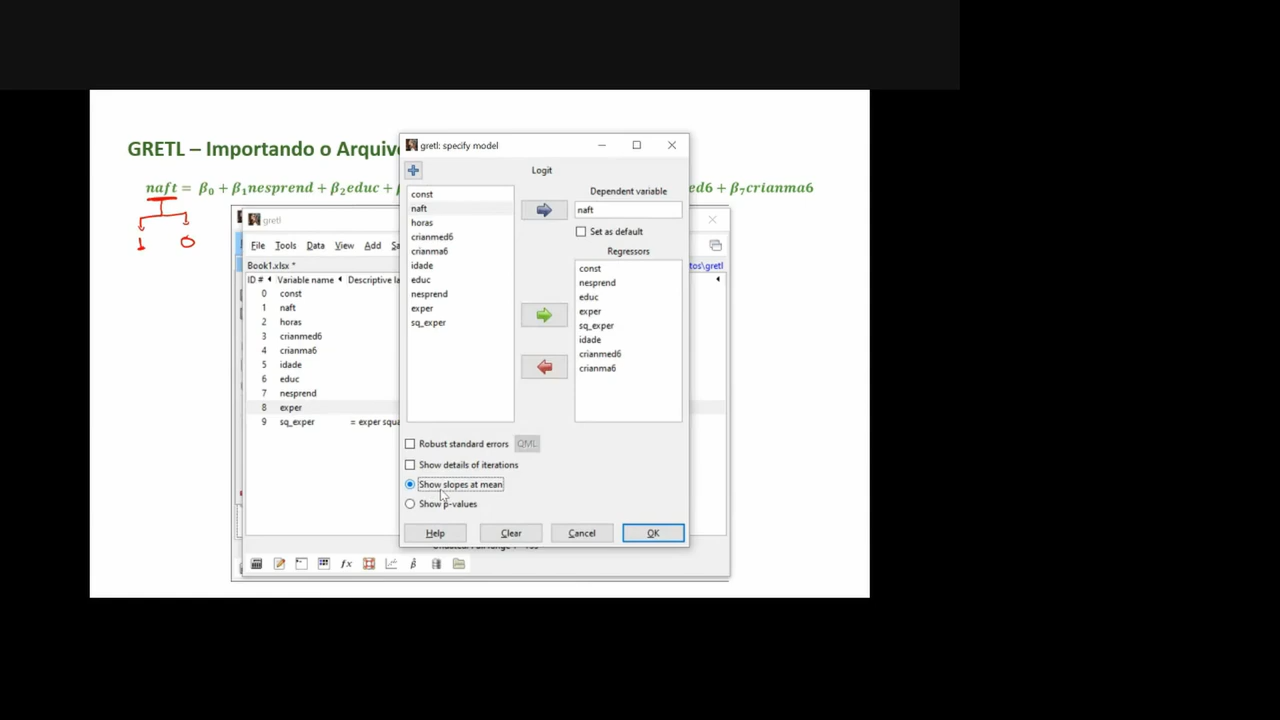 GRETL – Importando o Arquivo
naft = β₀ + β₁nesprend + β₂educ + β
ed6 + β₇crianma6
1 0
gretl
File Tools Data View Add Sa
Book1.xlsx *
tos\gretl
ID # Variable name Descriptive la
0 const
1 naft
2 horas
3 crianmed6
4 crianma6
5 idade
6 educ
7 nesprend
8 exper
9 sq_exper = exper squa
gretl: specify model
Logit
const
naft
horas
crianmed6
crianma6
idade
educ
nesprend
exper
sq_exper
Dependent variable
naft
Set as default
Regressors
const
nesprend
educ
exper
sq_exper
idade
crianmed6
crianma6
Robust standard errors QML
Show details of iterations
Show slopes at mean
Show p-values
Help Clear Cancel OK
fx
β̂